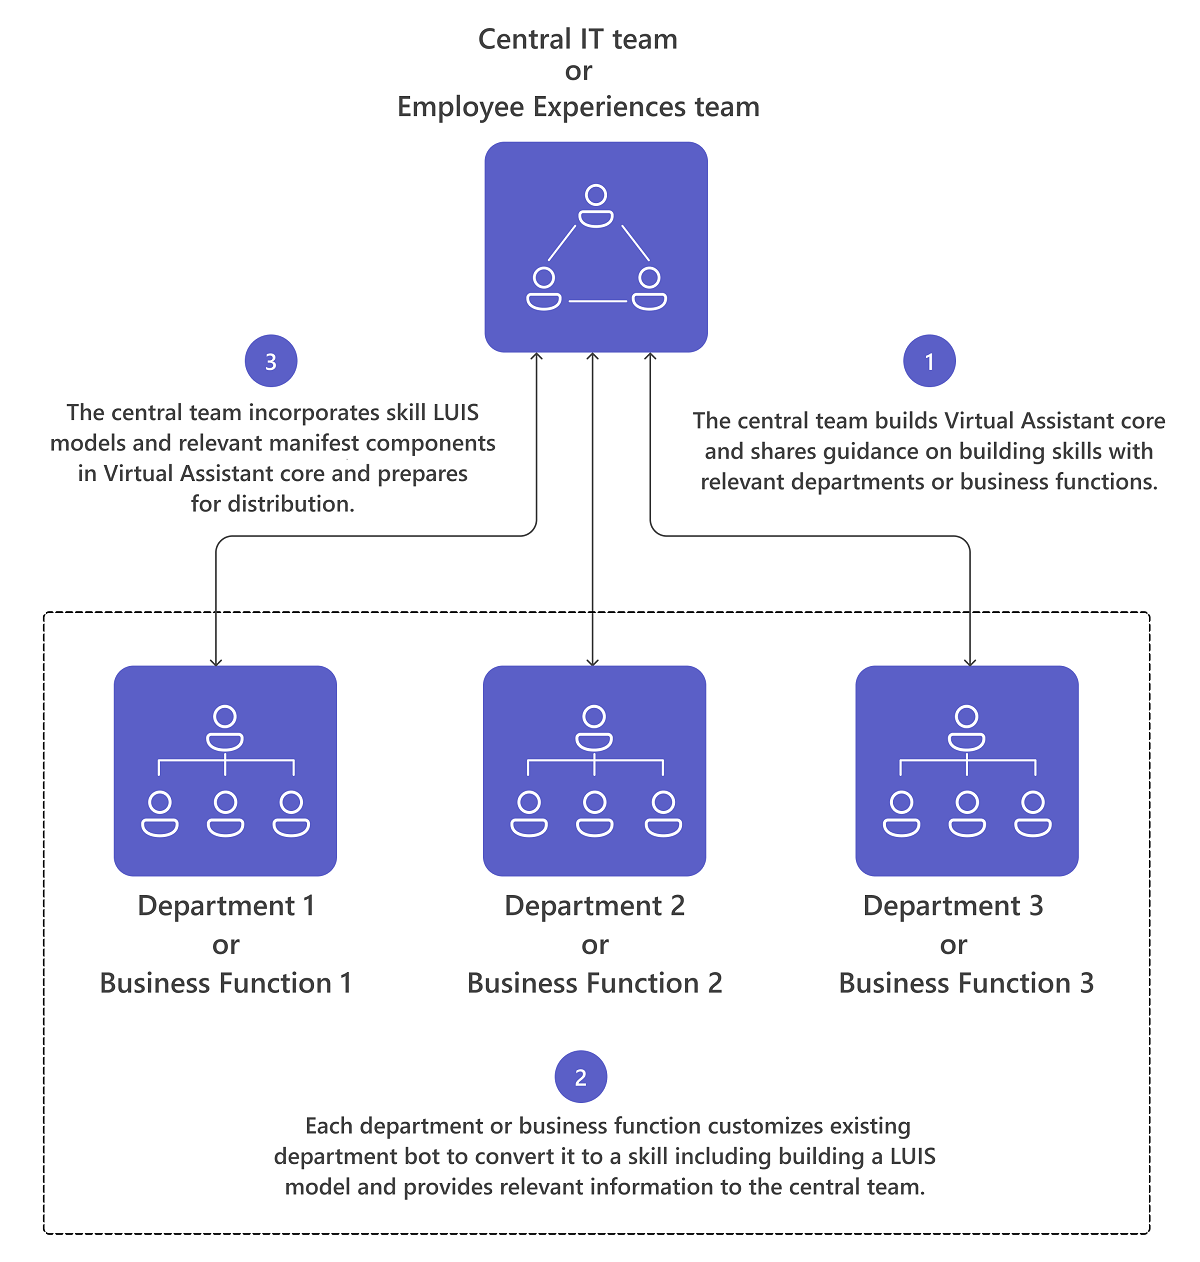 Central IT team
or
Employee Experiences team
3
The central team incorporates skill LUIS
models and relevant manifest components
in Virtual Assistant core and prepares
for distribution.
1
The central team builds Virtual Assistant core
and shares guidance on building skills with
relevant departments or business functions.
Department 1
or
Business Function 1
Department 2
or
Business Function 2
Department 3
or
Business Function 3
2
Each department or business function customizes existing
department bot to convert it to a skill including building a LUIS
model and provides relevant information to the central team.